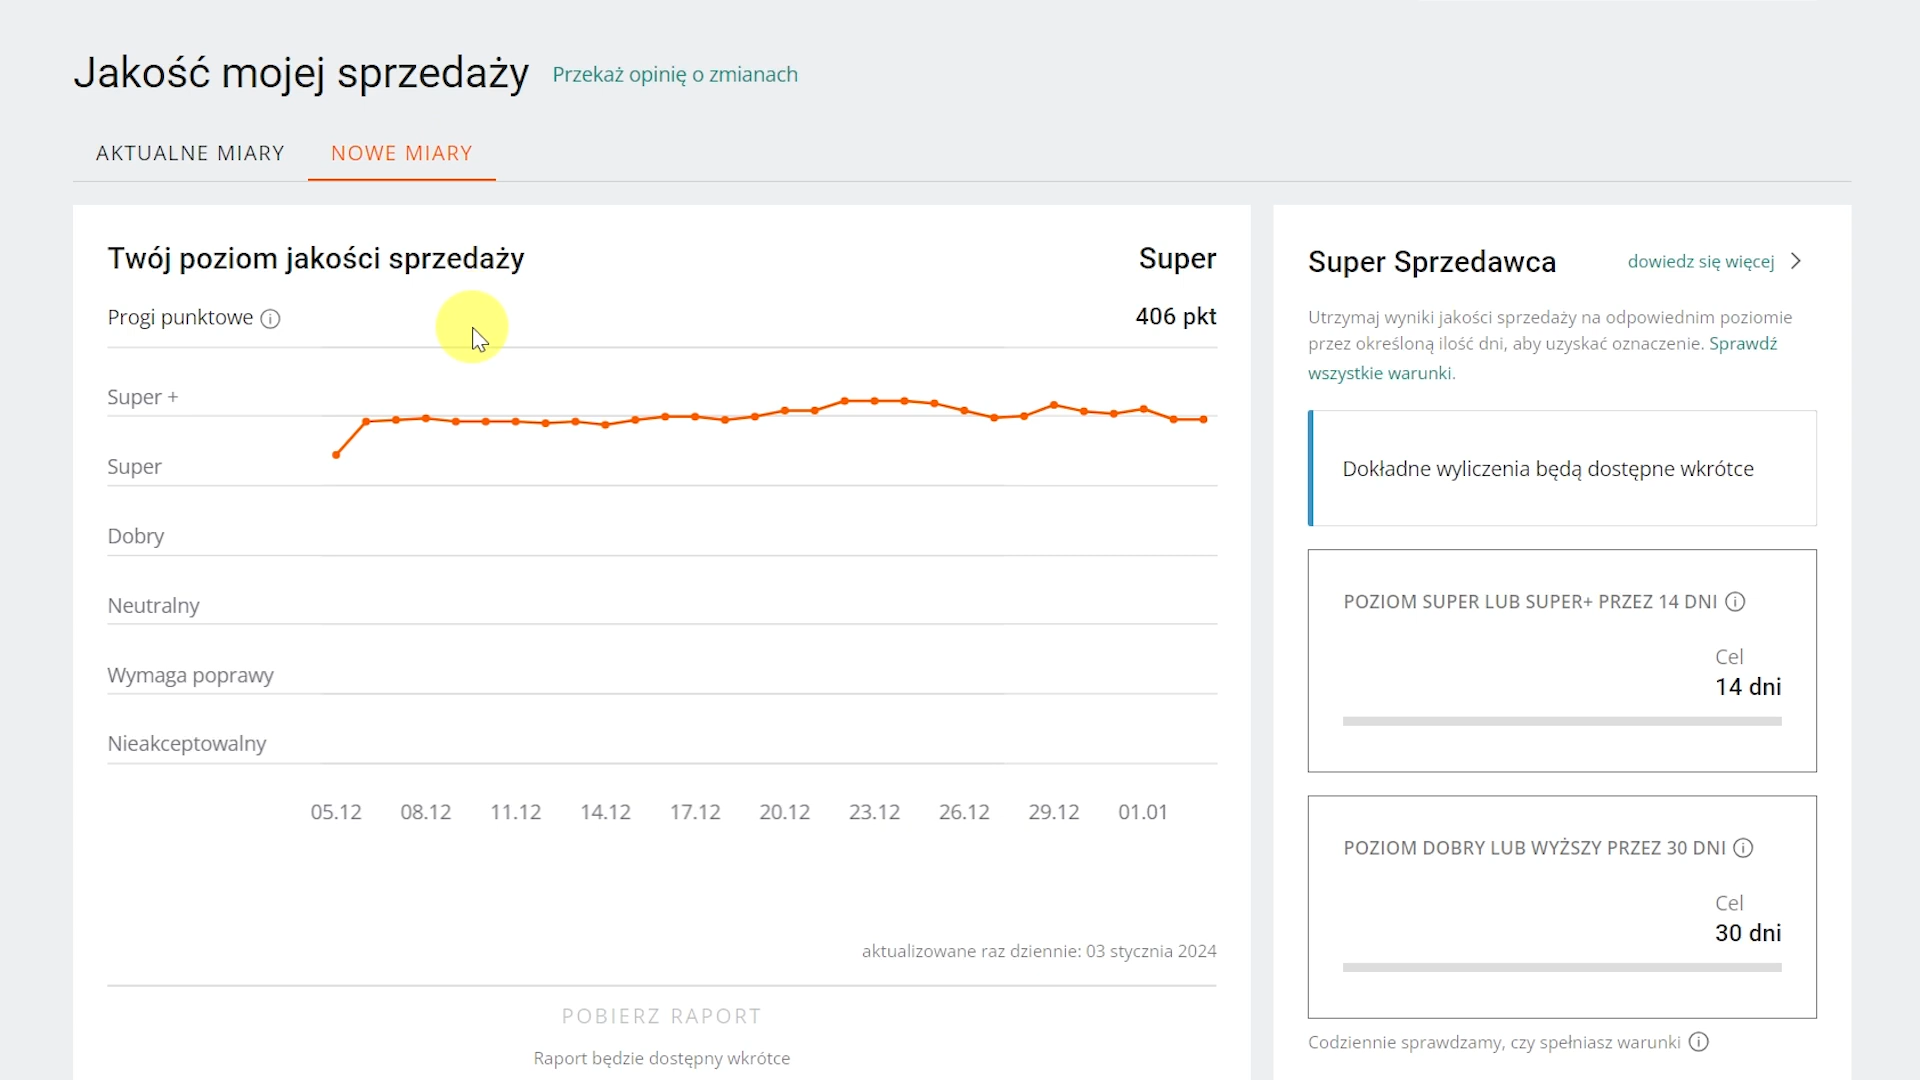 Jakość mojej sprzedaży Przekaż opinię o zmianach
AKTUALNE MIARY NOWE MIARY
Twój poziom jakości sprzedaży Super
Progi punktowe 406 pkt
Super +
Super
Dobry
Neutralny
Wymaga poprawy
Nieakceptowalny
05.12 08.12 11.12 14.12 17.12 20.12 23.12 26.12 29.12 01.01
aktualizowane raz dziennie: 03 stycznia 2024
POBIERZ RAPORT
Raport będzie dostępny wkrótce
Super Sprzedawca dowiedz się więcej
Utrzymaj wyniki jakości sprzedaży na odpowiednim poziomie
przez określoną ilość dni, aby uzyskać oznaczenie. Sprawdź
wszystkie warunki.
Dokładne wyliczenia będą dostępne wkrótce
POZIOM SUPER LUB SUPER+ PRZEZ 14 DNI
Cel
14 dni
POZIOM DOBRY LUB WYŻSZY PRZEZ 30 DNI
Cel
30 dni
Codziennie sprawdzamy, czy spełniasz warunki